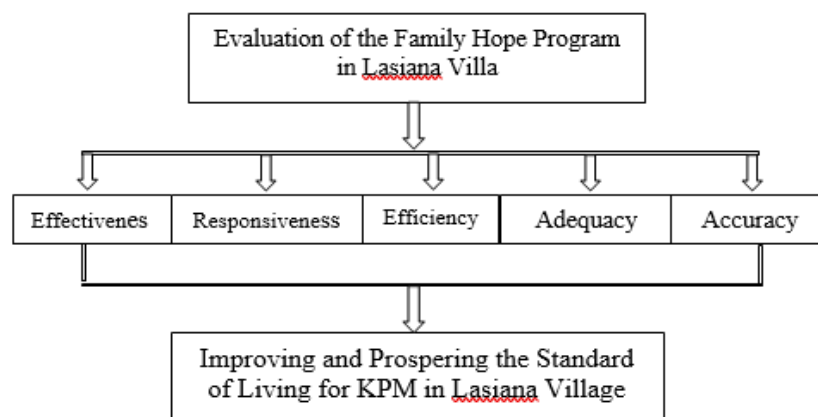 Evaluation of the Family Hope Program
in Lasiana Villa
Effectivenes Responsiveness Efficiency Adequacy Accuracy
Improving and Prospering the Standard
of Living for KPM in Lasiana Village